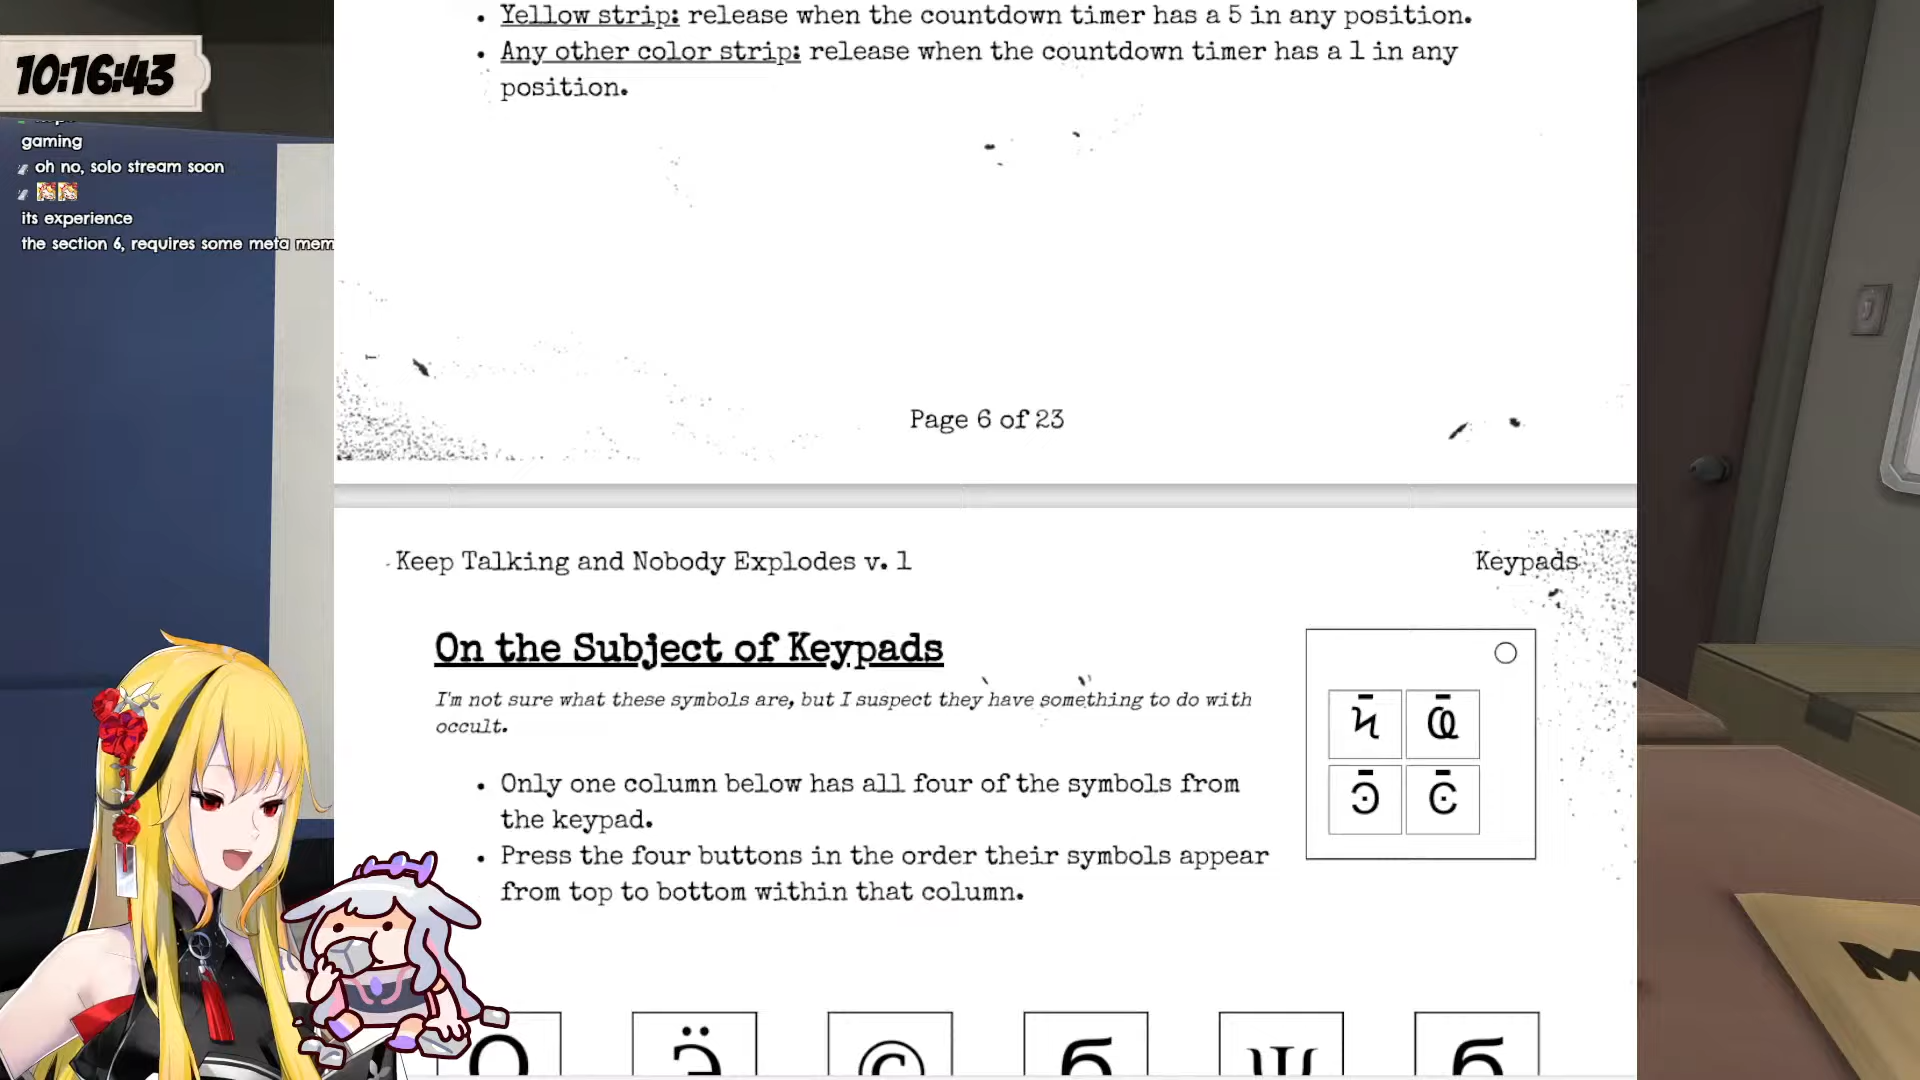 10:16:43
gaming
oh no, solo stream soon
its experience
the section 6, requires some meta mem
• Yellow strip: release when the countdown timer has a 5 in any position.
• Any other color strip: release when the countdown timer has a 1 in any
position.
Page 6 of 23
Keep Talking and Nobody Explodes v. 1
Keypads
On the Subject of Keypads
I'm not sure what these symbols are, but I suspect they have something to do with
occult.
• Only one column below has all four of the symbols from
the keypad.
• Press the four buttons in the order their symbols appear
from top to bottom within that column.